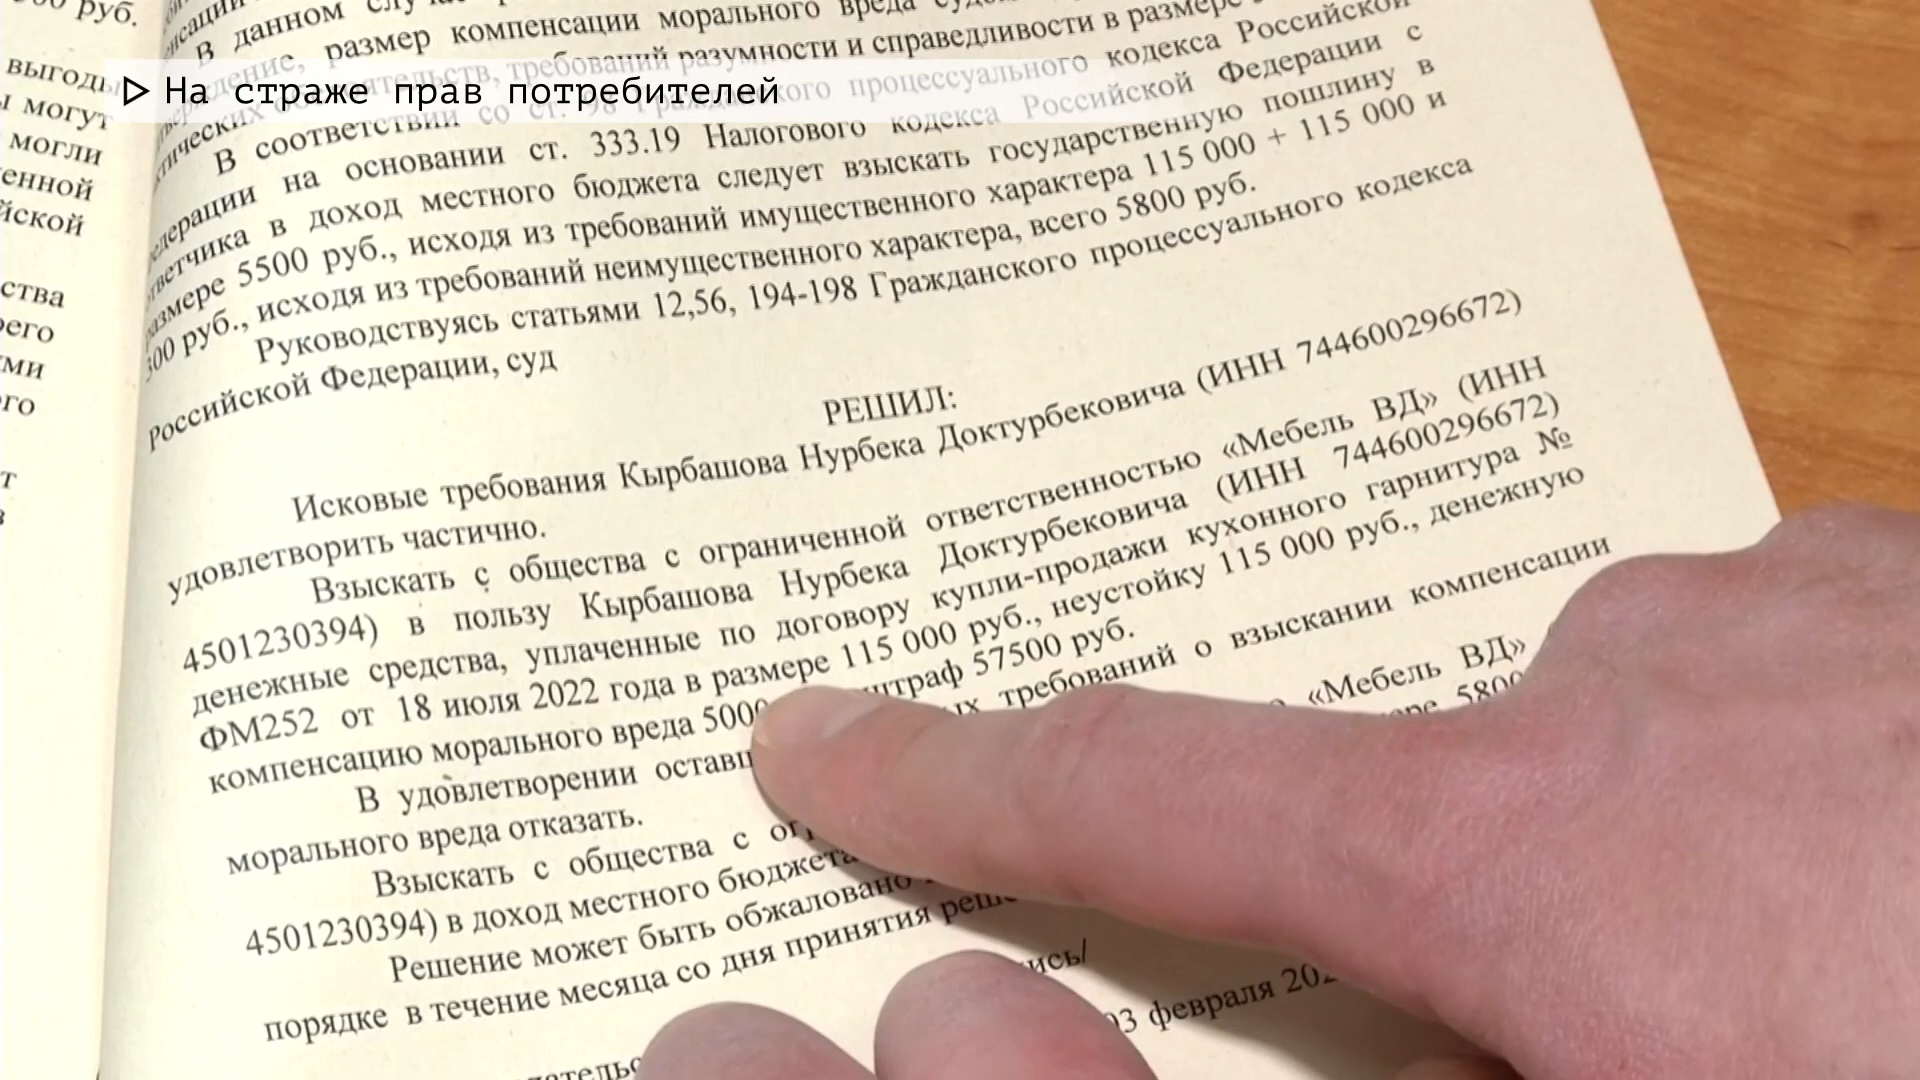 руб.
▷ На страже прав потребителей
выгоды
могут
могли
В данном
размер компенсации морального вреда
требований разумности и справедливости в размере
В соответствии со ст. 98 Гражданского процессуального кодекса Российской
на основании ст. 333.19 Налогового кодекса Российской Федерации с
в доход местного бюджета следует взыскать государственную пошлину в
размере 5500 руб., исходя из требований имущественного характера 115 000 + 115 000 и
300 руб., исходя из требований неимущественного характера, всего 5800 руб.
Руководствуясь статьями 12,56, 194-198 Гражданского процессуального кодекса
Российской Федерации, суд
РЕШИЛ:
Исковые требования Кырбашова Нурбека Доктурбековича (ИНН 744600296672)
удовлетворить частично.
Взыскать с общества с ограниченной ответственностью «Мебель ВД» (ИНН
4501230394) в пользу Кырбашова Нурбека Доктурбековича (ИНН 744600296672)
денежные средства, уплаченные по договору купли-продажи кухонного гарнитура №
ФМ252 от 18 июля 2022 года в размере 115 000 руб., неустойку 115 000 руб., денежную
компенсацию морального вреда 5000 штраф 57500 руб.
В удовлетворении требований о взыскании компенсации
морального вреда отказать.
Взыскать с общества с «Мебель ВД»
4501230394) в доход местного бюджета 5800
Решение может быть обжаловано
порядке в течение месяца со дня принятия
03 февраля